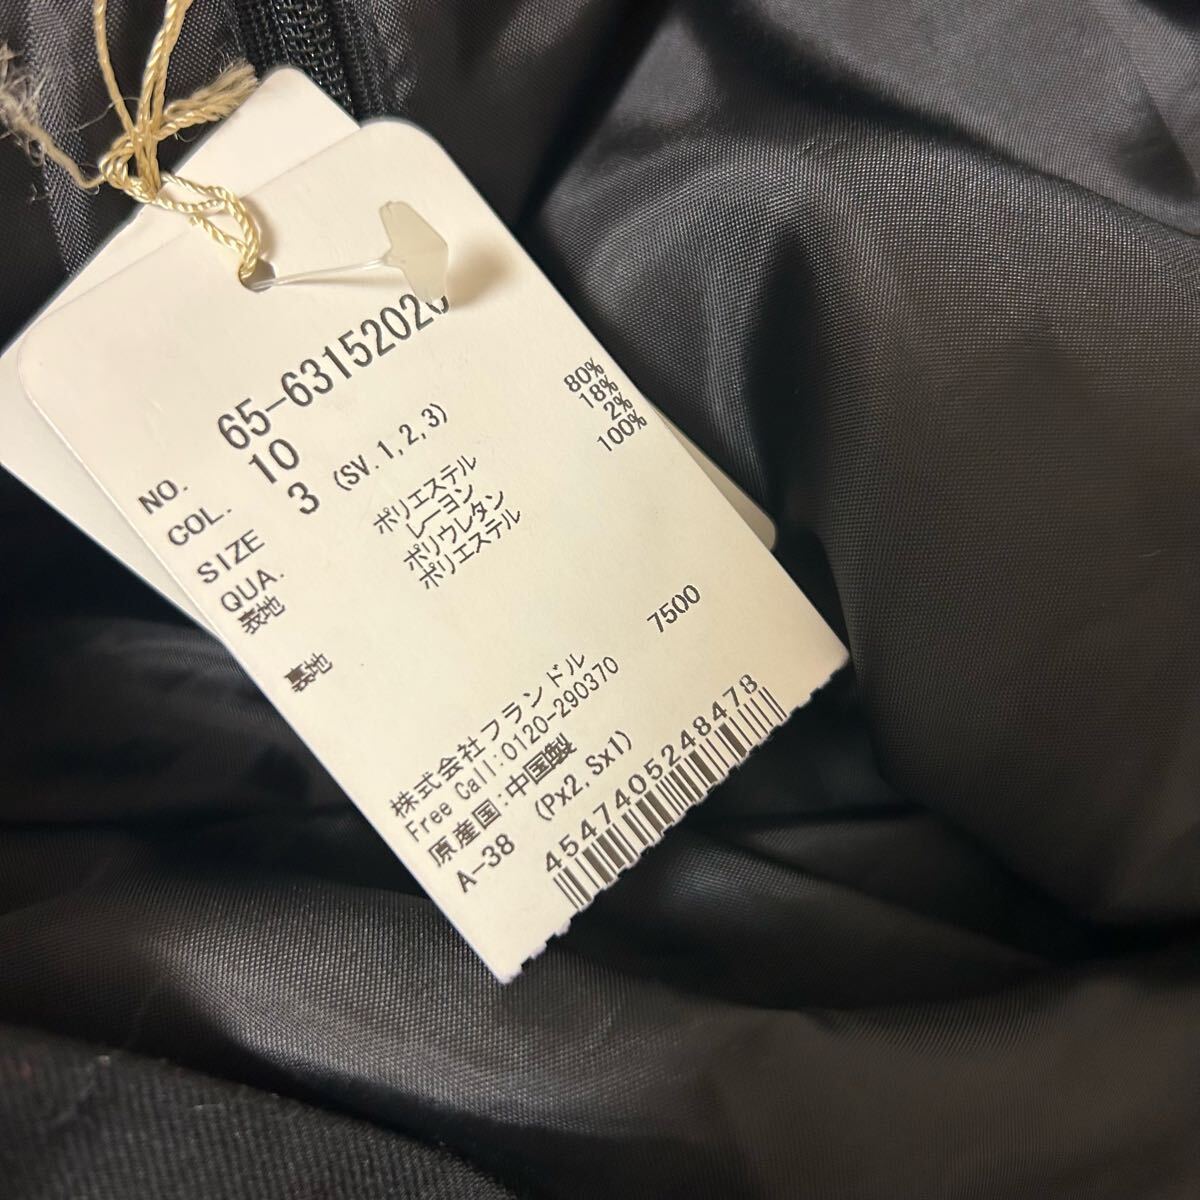 NO. 65-6315202
COL. 10
SIZE 3 (SV.1,2,3)
QUA.
表地 ポリエステル 80%
レーヨン 18%
ポリウレタン 2%
裏地 ポリエステル 100%
7500
株式会社フランドル
Free Call:0120-290370
原産国:中国製
A-38 (Px2,Sx1)
4547405248478